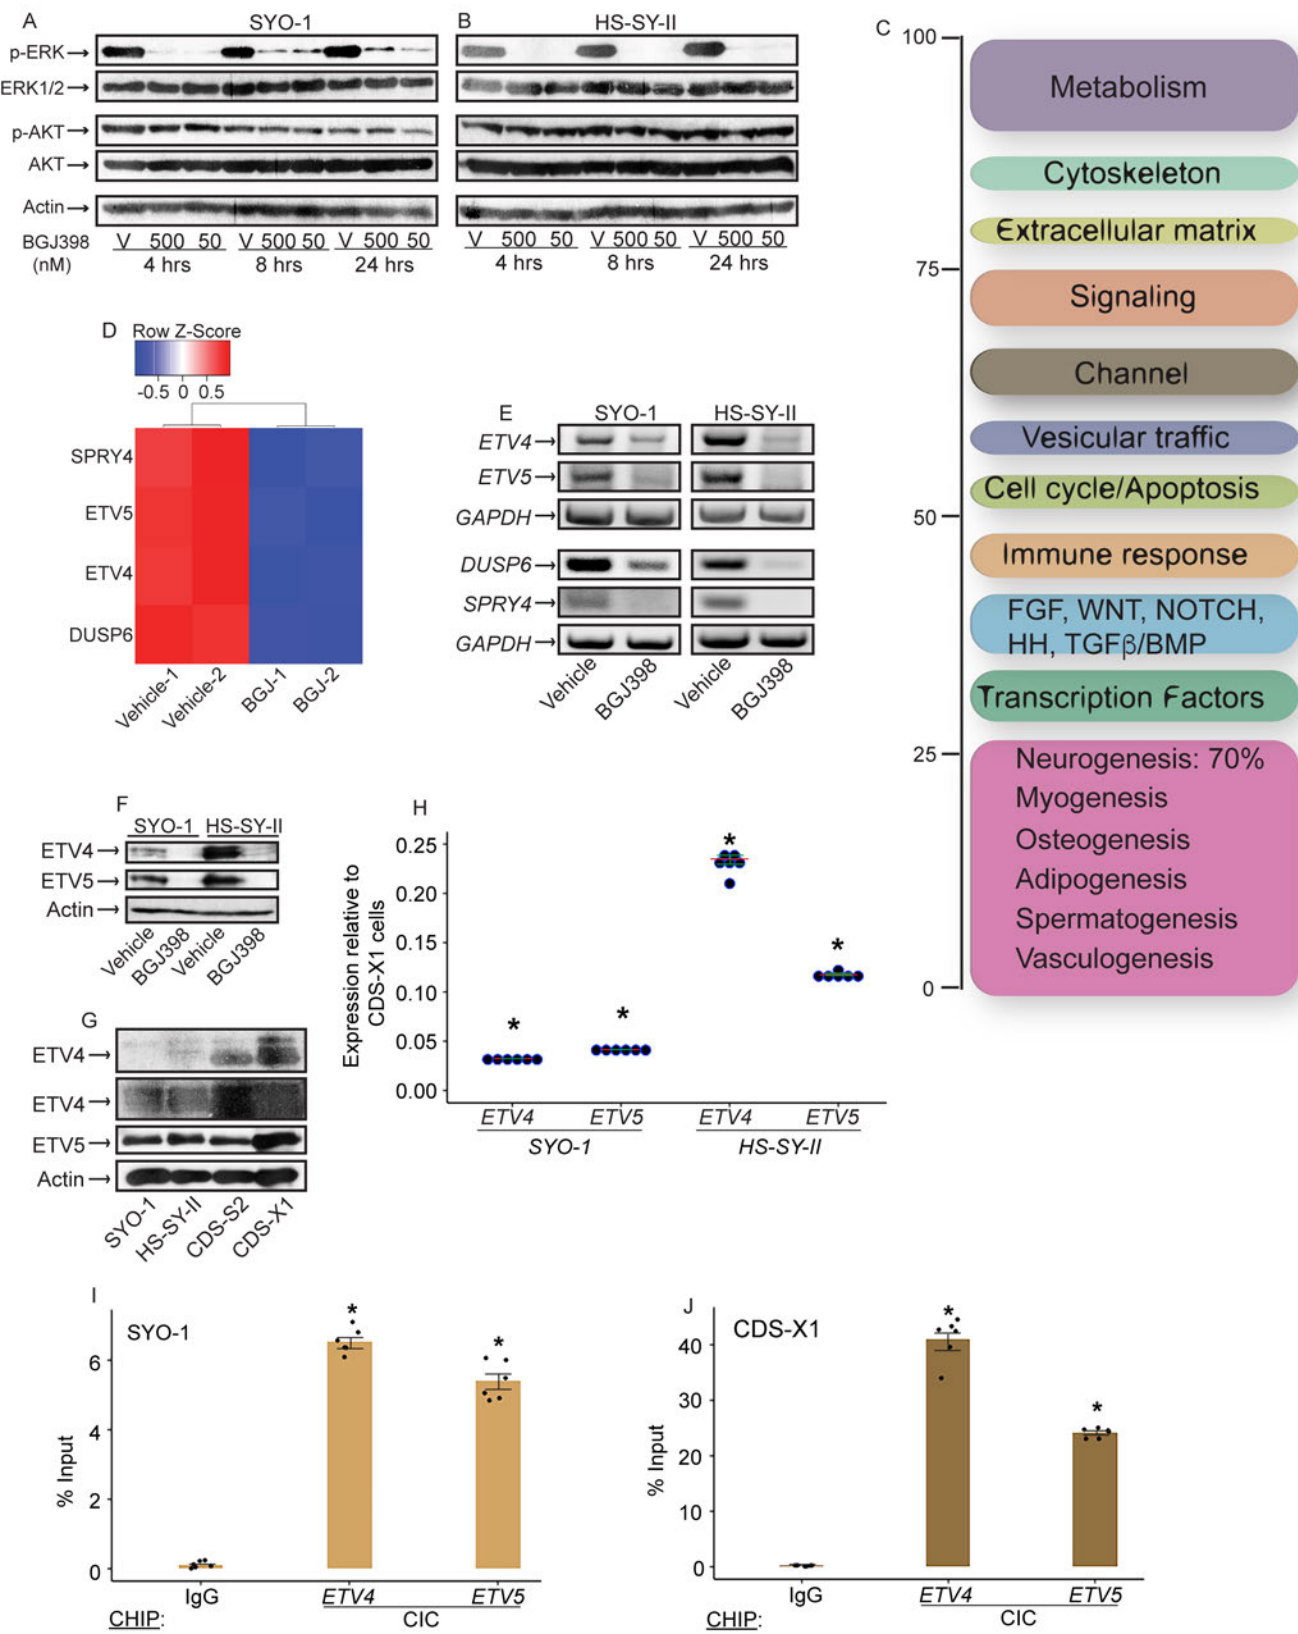 A
SYO-1
p-ERK
ERK1/2
p-AKT
AKT
Actin
BGJ398 V 500 50 V 500 50 V 500 50
(nM) 4 hrs 8 hrs 24 hrs
B
HS-SY-II
V 500 50 V 500 50 V 500 50
4 hrs 8 hrs 24 hrs
C
100
75
50
25
0
Metabolism
Cytoskeleton
Extracellular matrix
Signaling
Channel
Vesicular traffic
Cell cycle/Apoptosis
Immune response
FGF, WNT, NOTCH,
HH, TGFβ/BMP
Transcription Factors
Neurogenesis: 70%
Myogenesis
Osteogenesis
Adipogenesis
Spermatogenesis
Vasculogenesis
D
Row Z-Score
-0.5 0 0.5
SPRY4
ETV5
ETV4
DUSP6
Vehicle-1 Vehicle-2 BGJ-1 BGJ-2
E
SYO-1 HS-SY-II
ETV4
ETV5
GAPDH
DUSP6
SPRY4
GAPDH
Vehicle BGJ398 Vehicle BGJ398
F
SYO-1 HS-SY-II
ETV4
ETV5
Actin
Vehicle BGJ398 Vehicle BGJ398
G
ETV4
ETV4
ETV5
Actin
SYO-1 HS-SY-II CDS-S2 CDS-X1
H
Expression relative to
CDS-X1 cells
0.25
0.20
0.15
0.10
0.05
0.00
* * * *
ETV4 ETV5 ETV4 ETV5
SYO-1 HS-SY-II
I
SYO-1
% Input
6
4
2
0
* *
IgG ETV4 ETV5
CHIP: CIC
J
CDS-X1
% Input
40
30
20
10
0
* *
IgG ETV4 ETV5
CHIP: CIC